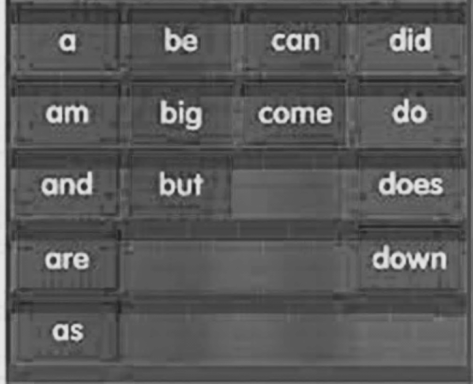 a be can did
am big come do
and but does
are down
as